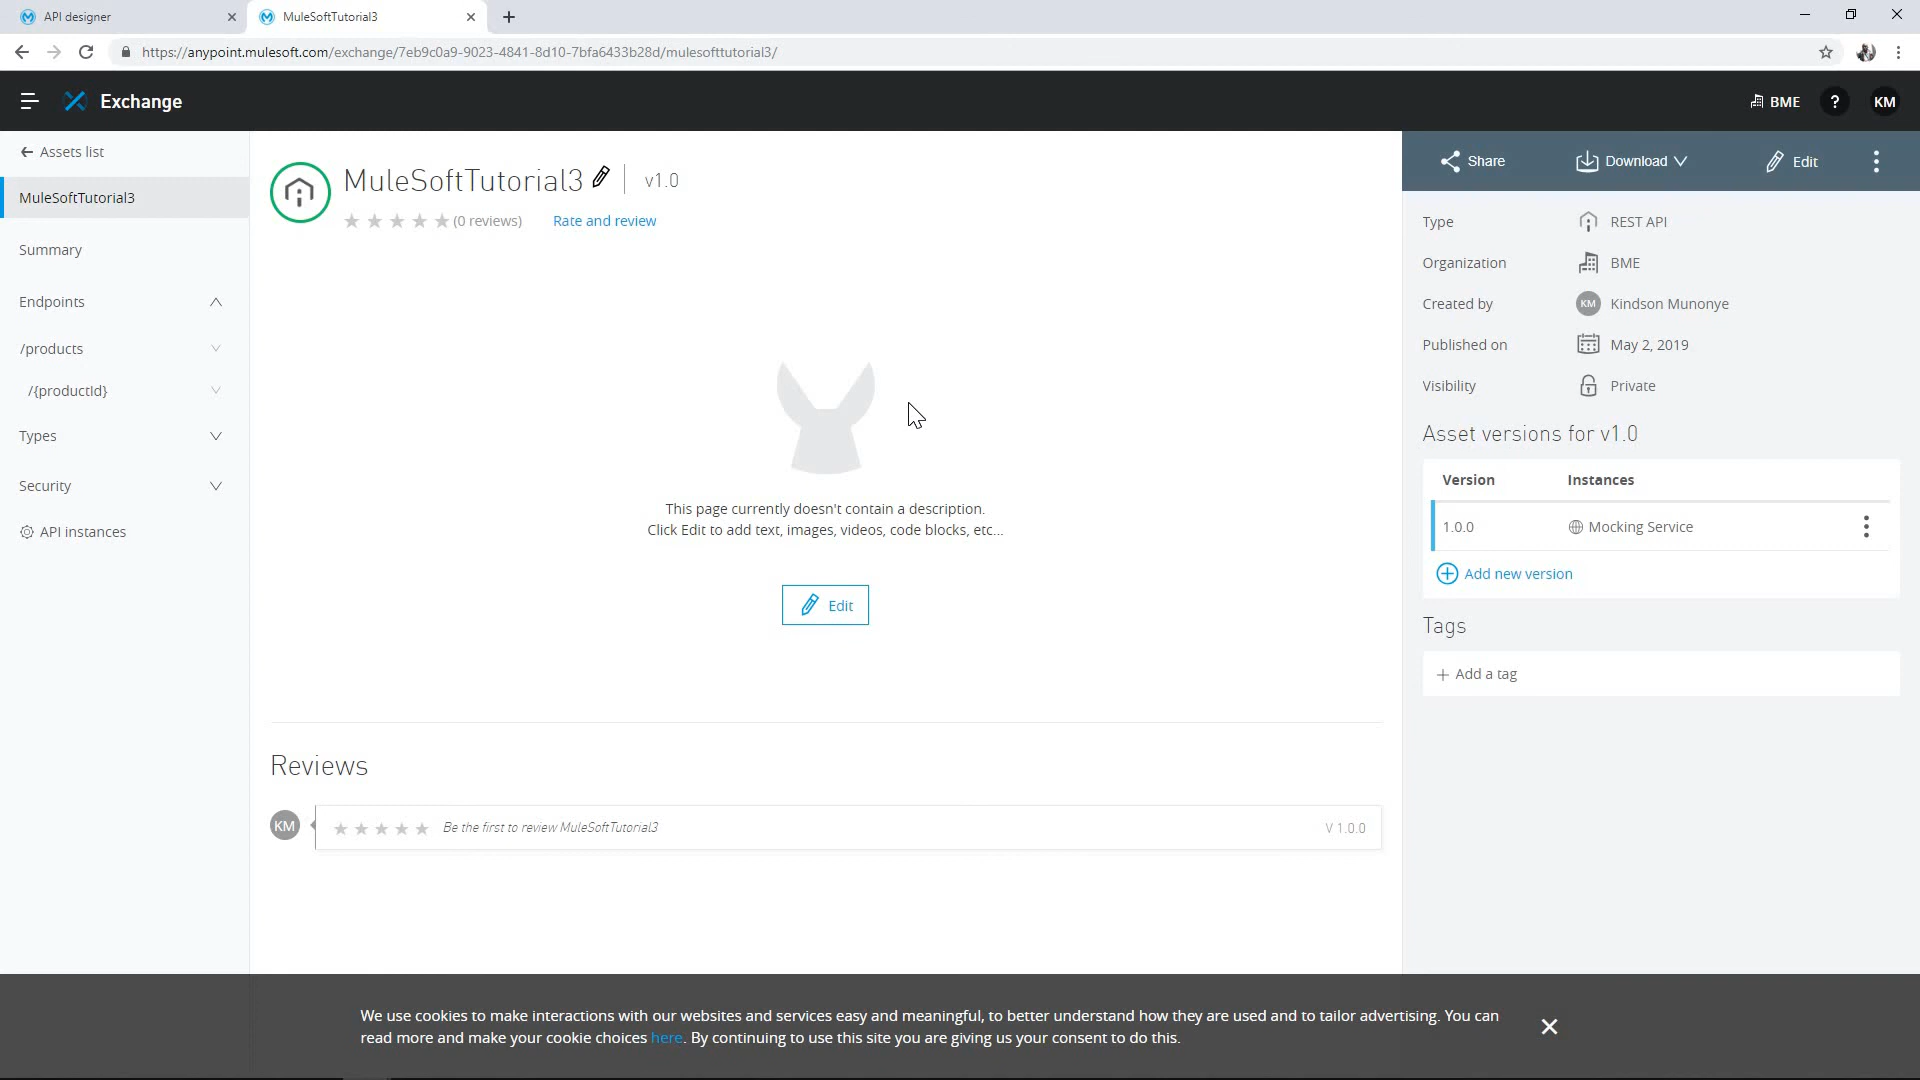 API designer
MuleSoftTutorial3
https://anypoint.mulesoft.com/exchange/7eb9c0a9-9023-4841-8d10-7bfa6433b28d/mulesofttutorial3/
Exchange
BME
?
KM
Assets list
MuleSoftTutorial3
Summary
Endpoints
/products
/{productId}
Types
Security
API instances
MuleSoftTutorial3
v1.0
(0 reviews)
Rate and review
This page currently doesn't contain a description.
Click Edit to add text, images, videos, code blocks, etc...
Edit
Reviews
KM
Be the first to review MuleSoftTutorial3
V 1.0.0
Share
Download
Edit
Type
REST API
Organization
BME
Created by
KM
Kindson Munonye
Published on
May 2, 2019
Visibility
Private
Asset versions for v1.0
Version
Instances
1.0.0
Mocking Service
Add new version
Tags
Add a tag
We use cookies to make interactions with our websites and services easy and meaningful, to better understand how they are used and to tailor advertising. You can
read more and make your cookie choices here. By continuing to use this site you are giving us your consent to do this.